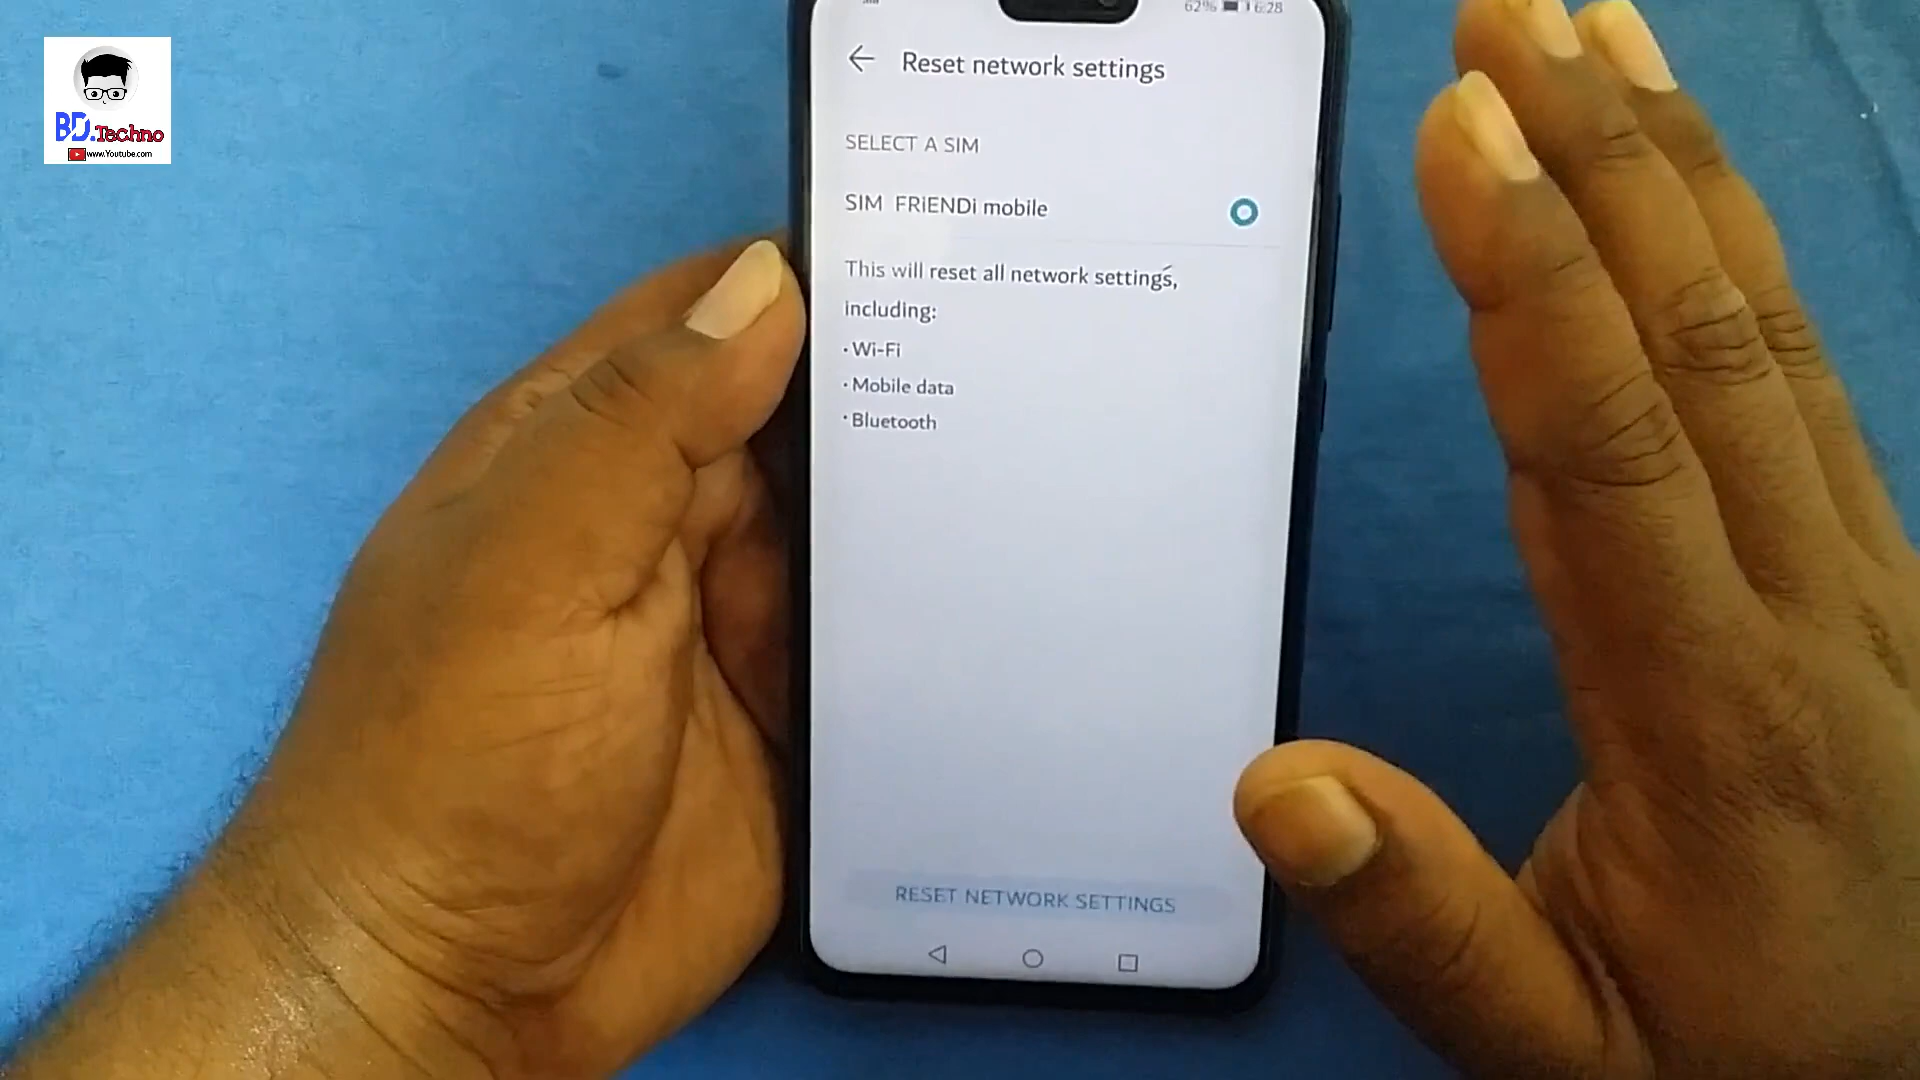 BD.Techno
www.Youtube.com
62% 6:28
Reset network settings
SELECT A SIM
SIM FRiENDi mobile
This will reset all network settings,
including:
· Wi-Fi
· Mobile data
· Bluetooth
RESET NETWORK SETTINGS